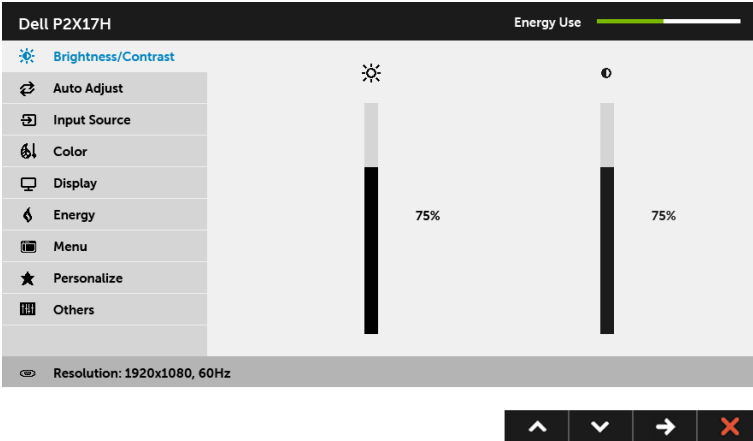 Dell P2X17H
Energy Use
Brightness/Contrast
Auto Adjust
Input Source
Color
Display
Energy
Menu
Personalize
Others
75%
75%
Resolution: 1920x1080, 60Hz